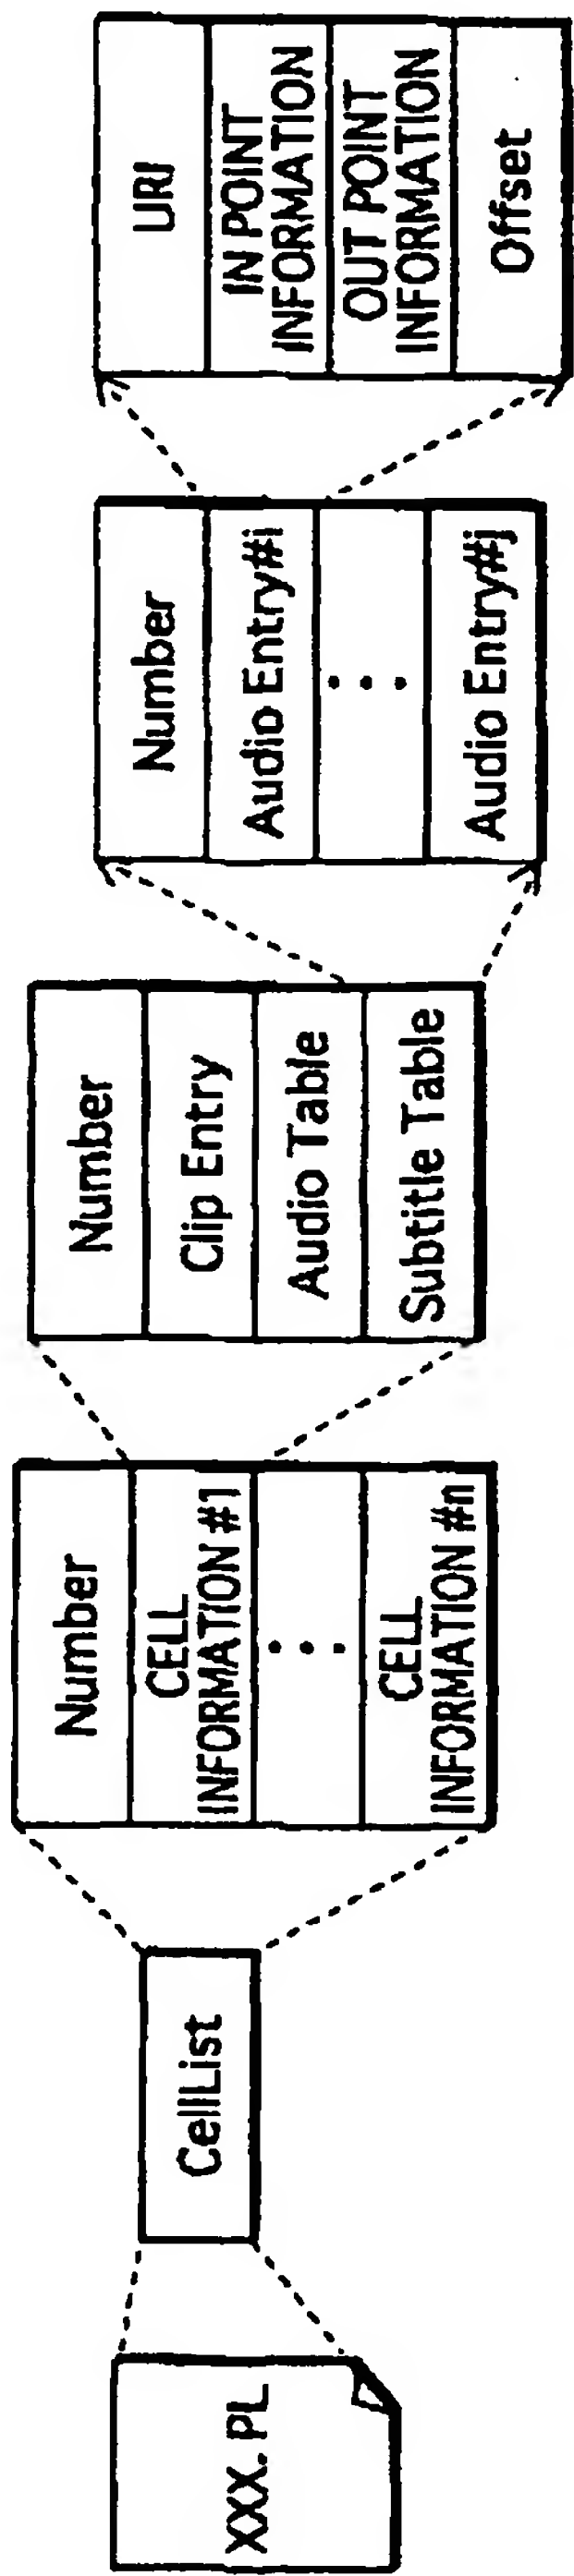 XXX. PL
CellList
Number
CELL
INFORMATION #1
• • •
CELL
INFORMATION #n
Number
Clip Entry
Audio Table
Subtitle Table
Number
Audio Entry#i
• • •
Audio Entry#j
URI
IN POINT
INFORMATION
OUT POINT
INFORMATION
Offset